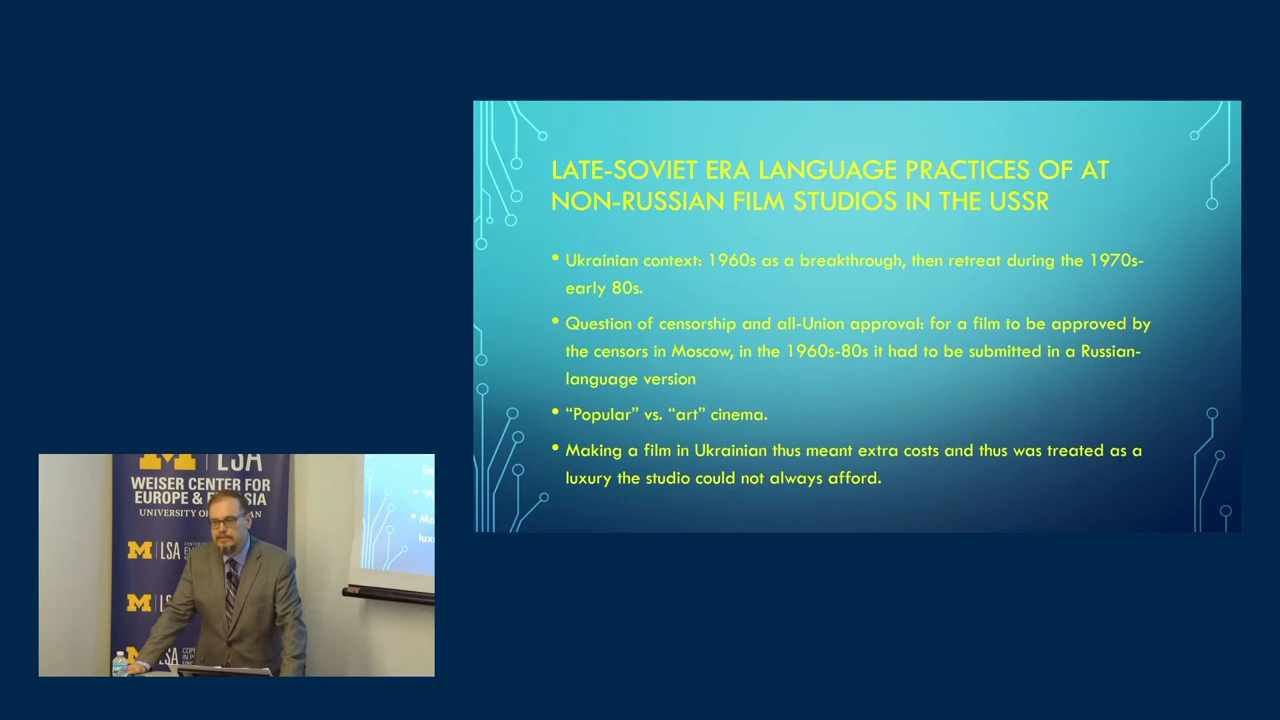 LATE-SOVIET ERA LANGUAGE PRACTICES OF AT
NON-RUSSIAN FILM STUDIOS IN THE USSR
• Ukrainian context: 1960s as a breakthrough, then retreat during the 1970s-
early 80s.
• Question of censorship and all-Union approval: for a film to be approved by
the censors in Moscow, in the 1960s-80s it had to be submitted in a Russian-
language version
• “Popular” vs. “art” cinema.
• Making a film in Ukrainian thus meant extra costs and thus was treated as a
luxury the studio could not always afford.
M LSA
WEISER CENTER FOR
EUROPE &
UNIVERSITY
M LSA
M
M